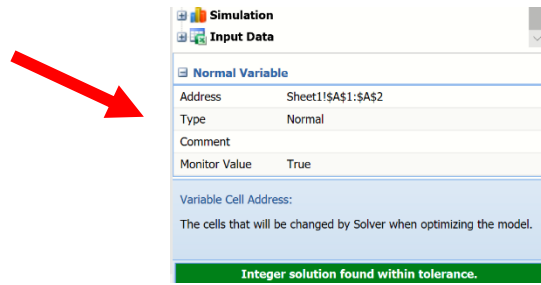 Simulation
Input Data
Normal Variable
Address Sheet1!$A$1:$A$2
Type Normal
Comment
Monitor Value True
Variable Cell Address:
The cells that will be changed by Solver when optimizing the model.
Integer solution found within tolerance.